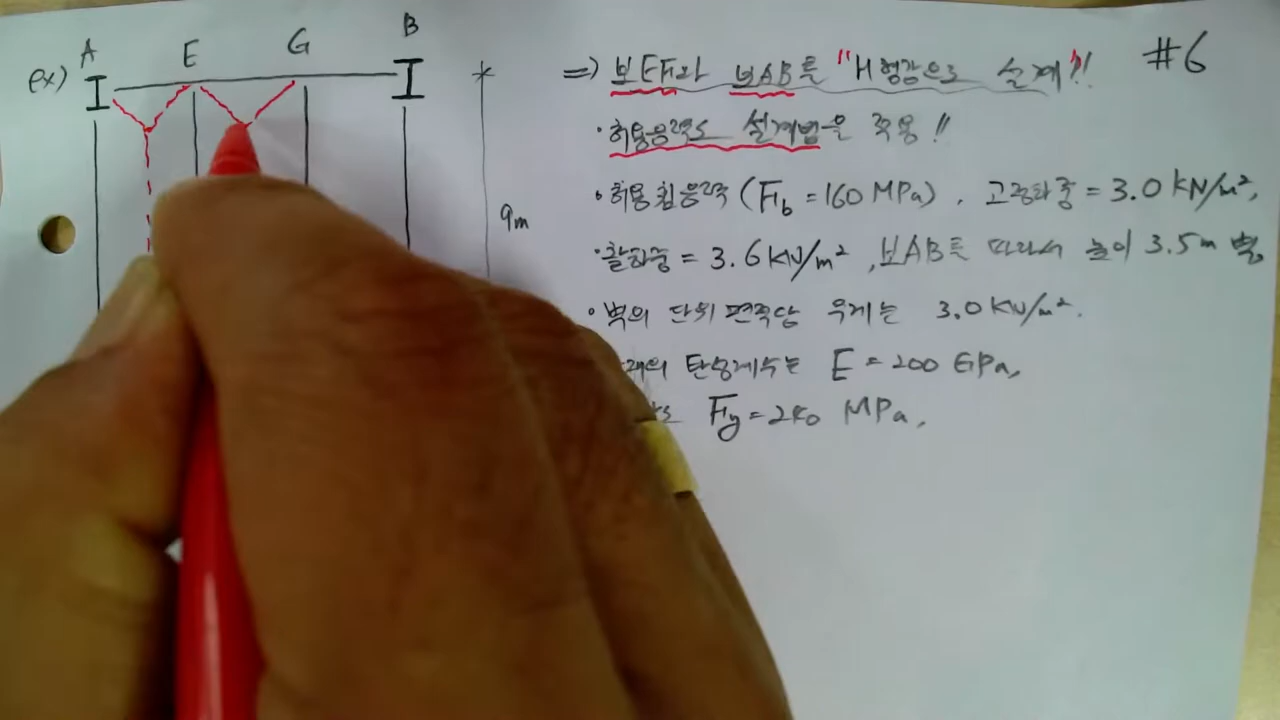 A E G B
ex)
9m
#6
⇒) 보EF와 보AB를 "H형강으로 설계?!
· 허용응력도 설계법을 적용!!
· 허용휨응력 (Fb = 160 MPa), 고정하중 = 3.0 KN/m²,
· 활하중 = 3.6 KN/m², 보AB를 따라서 높이 3.5m 벽
· 벽의 단위 면적당 무게는 3.0 KN/m².
탄성계수는 E = 200 GPa,
Fy = 240 MPa,